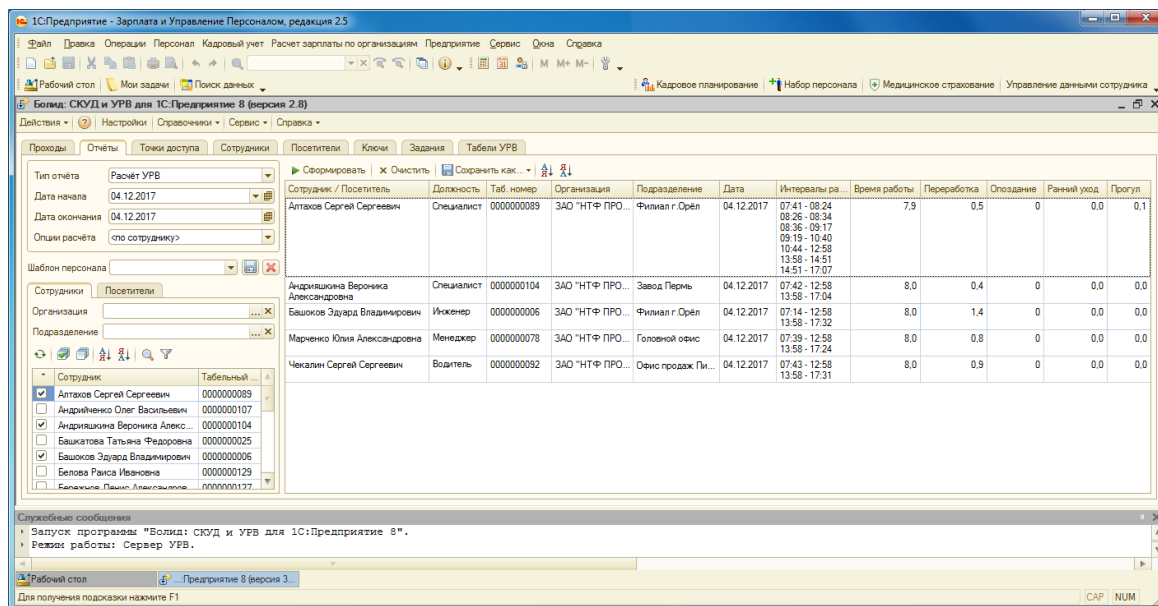 1С:Предприятие - Зарплата и Управление Персоналом, редакция 2.5
Файл Правка Операции Персонал Кадровый учет Расчет зарплаты по организациям Предприятие Сервис Окна Справка
M M+ M-
Рабочий стол Мои задачи Поиск данных Кадровое планирование Набор персонала Медицинское страхование Управление данными сотрудника
Болид: СКУД и УРВ для 1С:Предприятие 8 (версия 2.8)
Действия Настройки Справочники Сервис Справка
Проходы Отчёты Точки доступа Сотрудники Посетители Ключи Задания Табели УРВ
Тип отчёта Расчёт УРВ
Дата начала 04.12.2017
Дата окончания 04.12.2017
Опции расчёта <по сотруднику>
Шаблон персонала
Сотрудники Посетители
Организация ...
Подразделение ...
* Сотрудник Табельный ...
Алтахов Сергей Сергеевич 0000000089
Андрийченко Олег Васильевич 0000000107
Андрияшкина Вероника Алекс... 0000000104
Башкатова Татьяна Федоровна 0000000025
Башоков Эдуард Владимирович 0000000006
Белова Раиса Ивановна 0000000129
Бережнов Денис Александров... 0000000127
Сформировать Очистить Сохранить как...
Сотрудник / Посетитель Должность Таб. номер Организация Подразделение Дата Интервалы ра... Время работы Переработка Опоздание Ранний уход Прогул
Алтахов Сергей Сергеевич Специалист 0000000089 ЗАО "НТФ ПРО... Филиал г.Орёл 04.12.2017 07:41 - 08:24 7,9 0,5 0 0,0 0,1
08:26 - 08:34
08:36 - 09:17
09:19 - 10:40
10:44 - 12:58
13:58 - 14:51
14:51 - 17:07
Андрияшкина Вероника Специалист 0000000104 ЗАО "НТФ ПРО... Завод Пермь 04.12.2017 07:42 - 12:58 8,0 0,4 0 0,0 0,0
Александровна 13:58 - 17:04
Башоков Эдуард Владимирович Инженер 0000000006 ЗАО "НТФ ПРО... Филиал г.Орёл 04.12.2017 07:14 - 12:58 8,0 1,4 0 0,0 0,0
13:58 - 17:32
Марченко Юлия Александровна Менеджер 0000000078 ЗАО "НТФ ПРО... Головной офис 04.12.2017 07:39 - 12:58 8,0 0,8 0 0,0 0,0
13:58 - 17:24
Чекалин Сергей Сергеевич Водитель 0000000092 ЗАО "НТФ ПРО... Офис продаж Пи... 04.12.2017 07:43 - 12:58 8,0 0,9 0 0,0 0,0
13:58 - 17:31
Служебные сообщения
Запуск программы "Болид: СКУД и УРВ для 1С:Предприятие 8".
Режим работы: Сервер УРВ.
Рабочий стол ...:Предприятие 8 (версия 3...
Для получения подсказки нажмите F1 CAP NUM